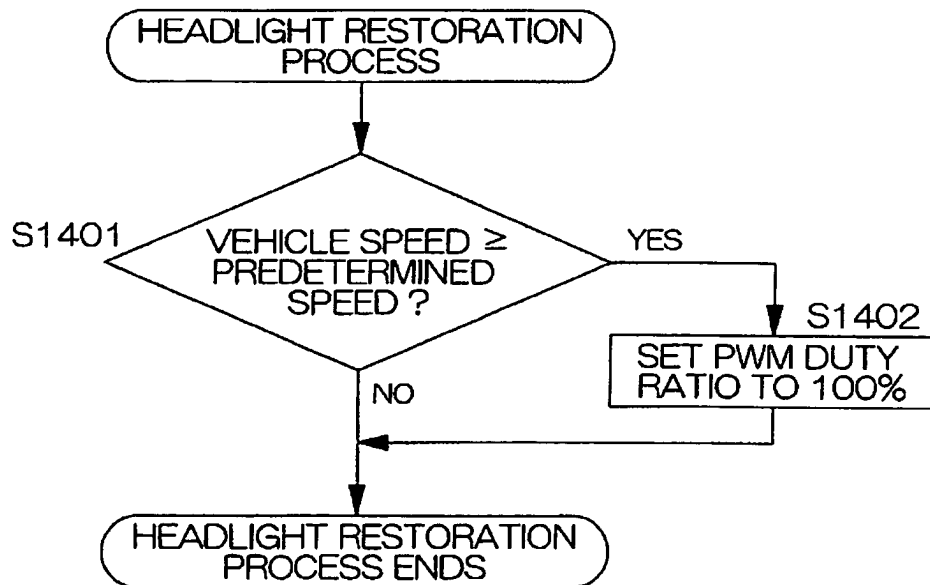 HEADLIGHT RESTORATION
PROCESS
S1401
VEHICLE SPEED ≥
PREDETERMINED
SPEED ?
YES
S1402
SET PWM DUTY
RATIO TO 100%
NO
HEADLIGHT RESTORATION
PROCESS ENDS